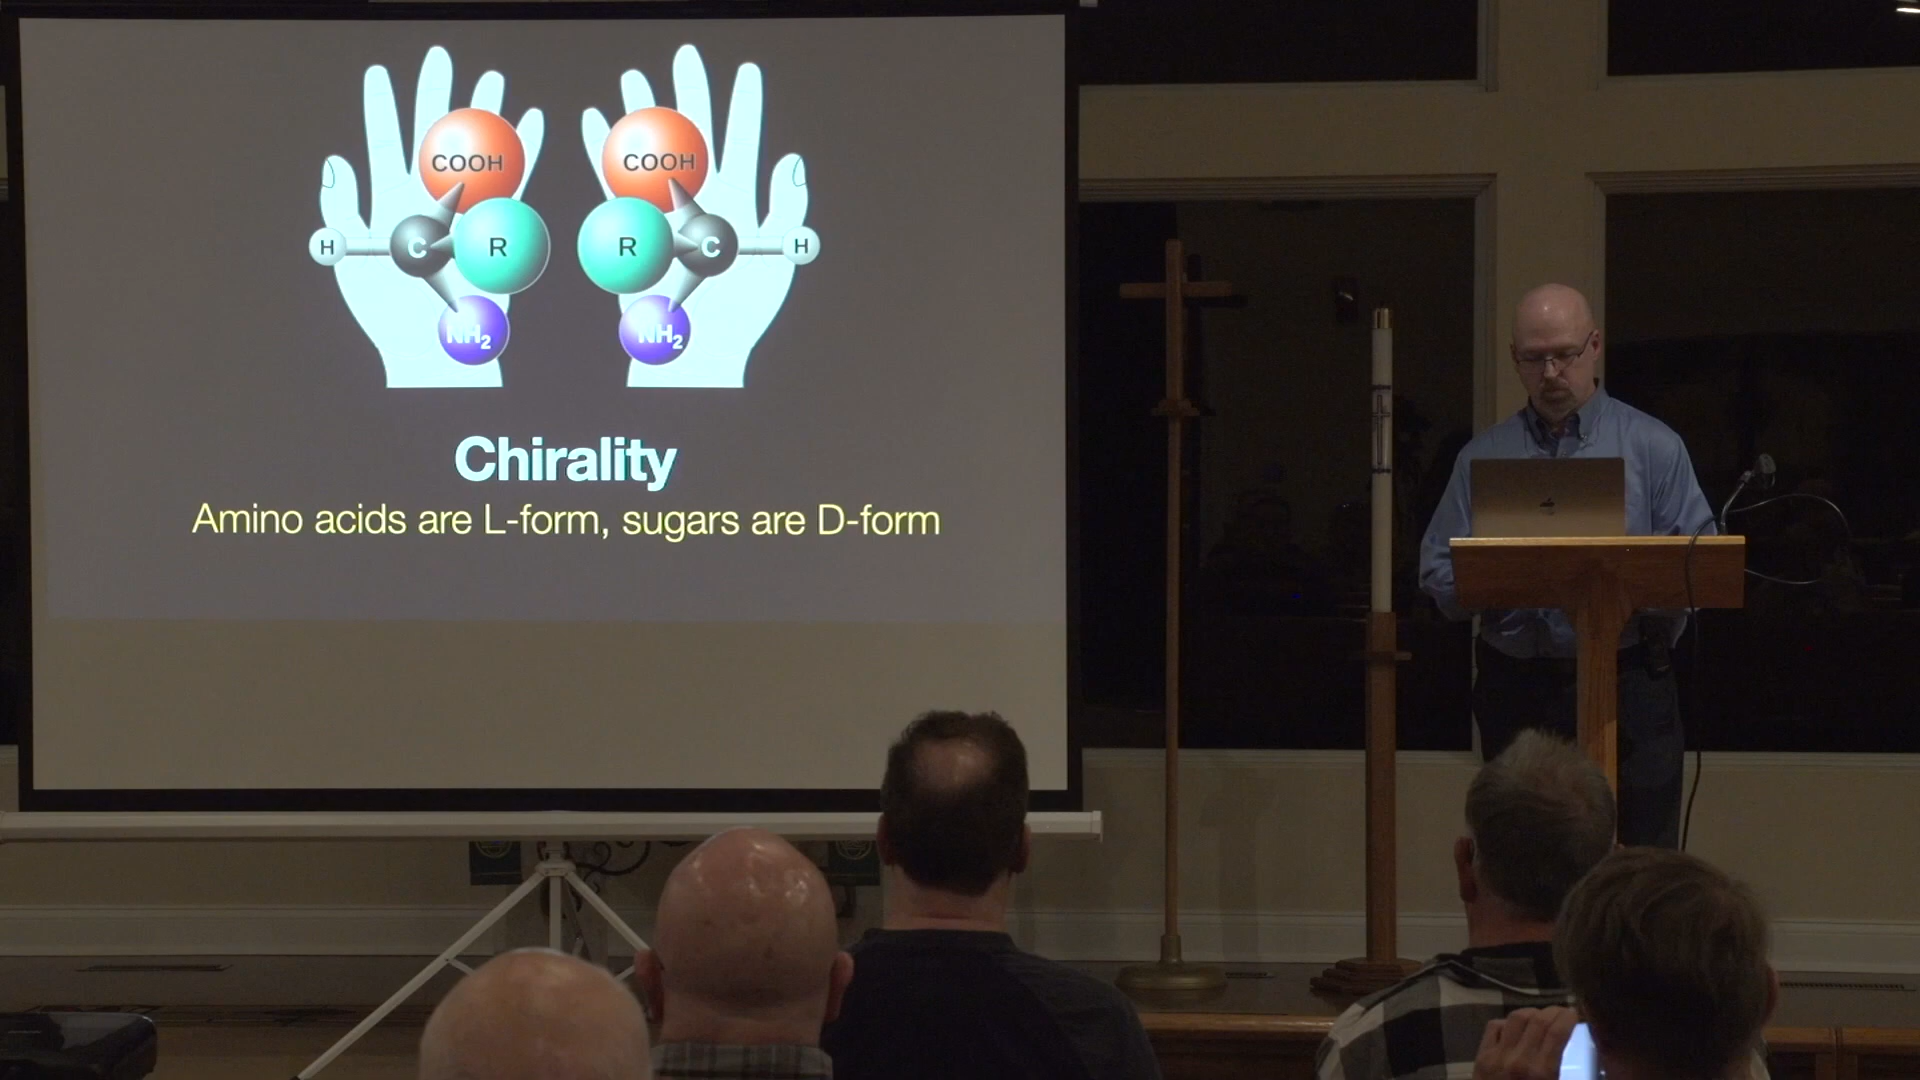 COOH COOH
H C R R C H
NH2 NH2
Chirality
Amino acids are L-form, sugars are D-form